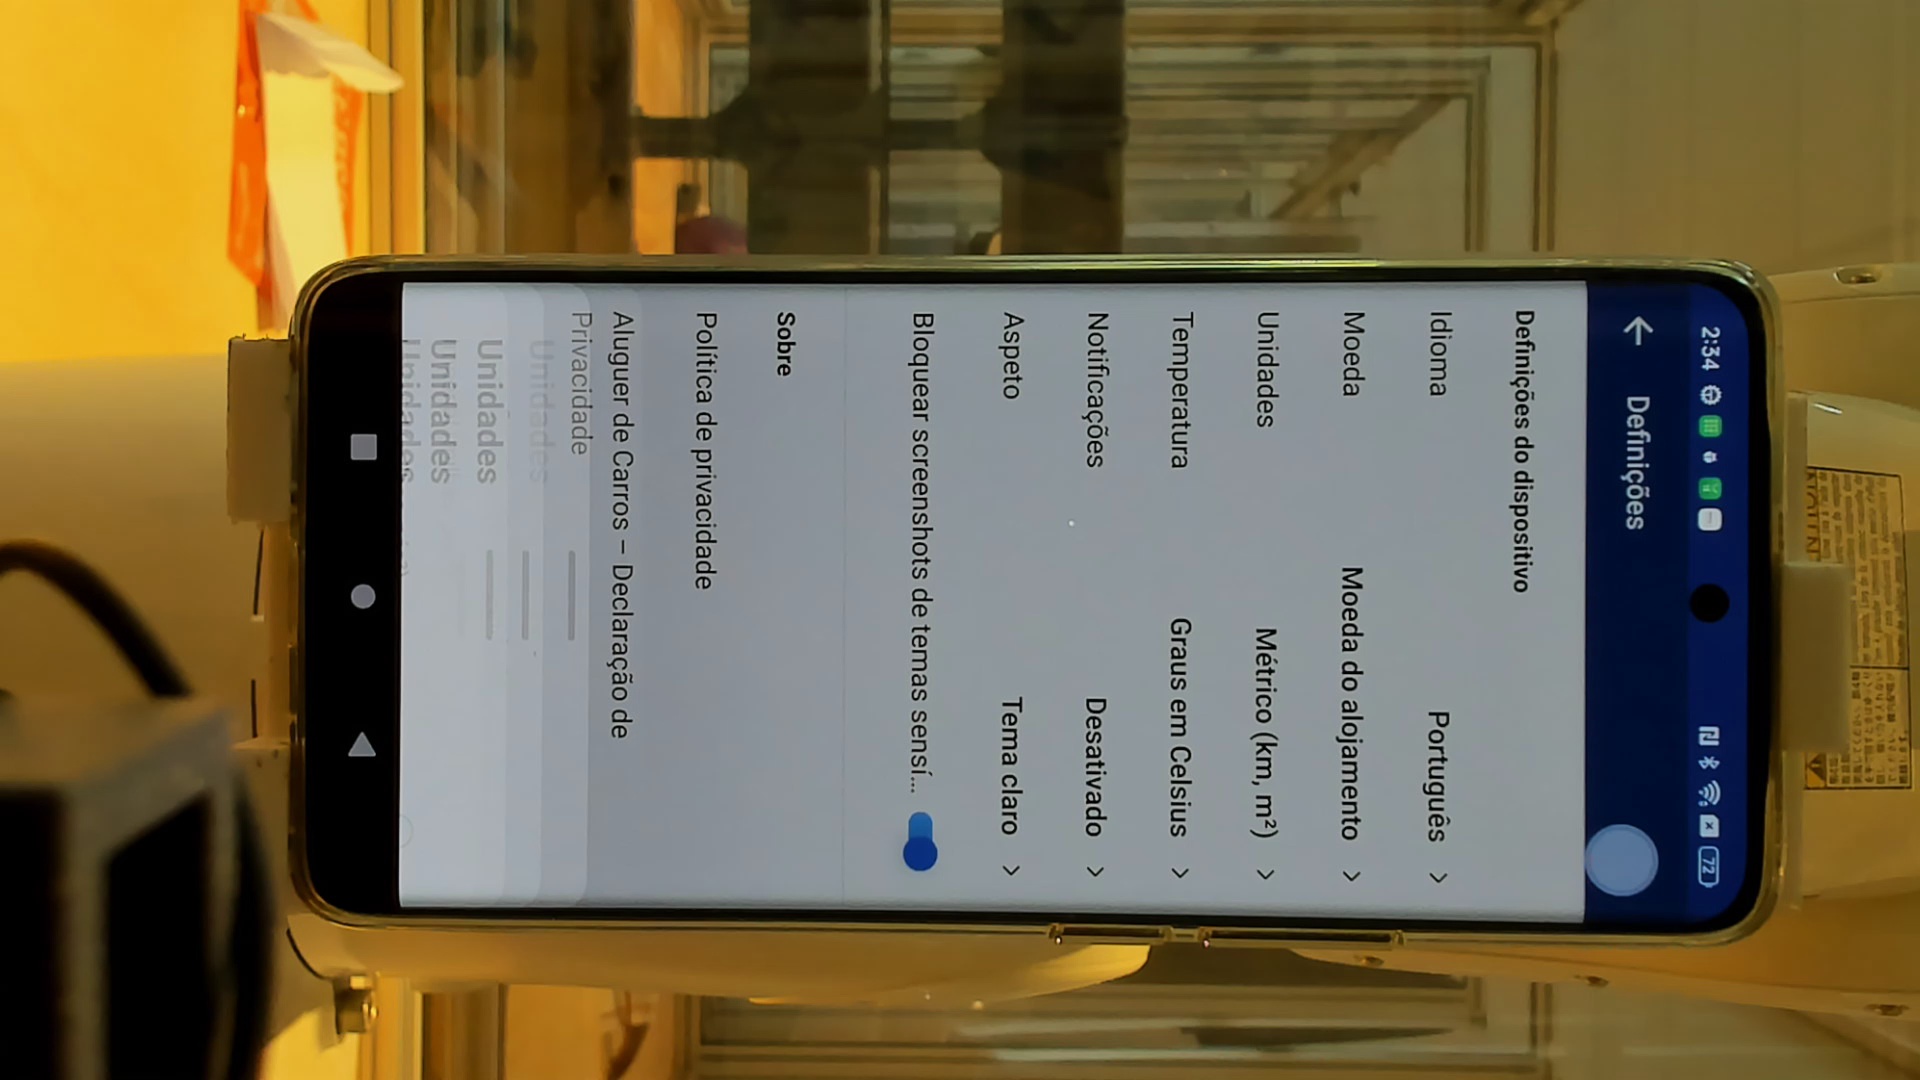 2:34
72
Definições
Definições do dispositivo
Idioma Português
Moeda Moeda do alojamento
Unidades Métrico (km, m²)
Temperatura Graus em Celsius
Notificações Desativado
Aspeto Tema claro
Bloquear screenshots de temas sensí...
Sobre
Política de privacidade
Aluguer de Carros – Declaração de
Privacidade
Unidades
Unidades
Unidades
Unidades